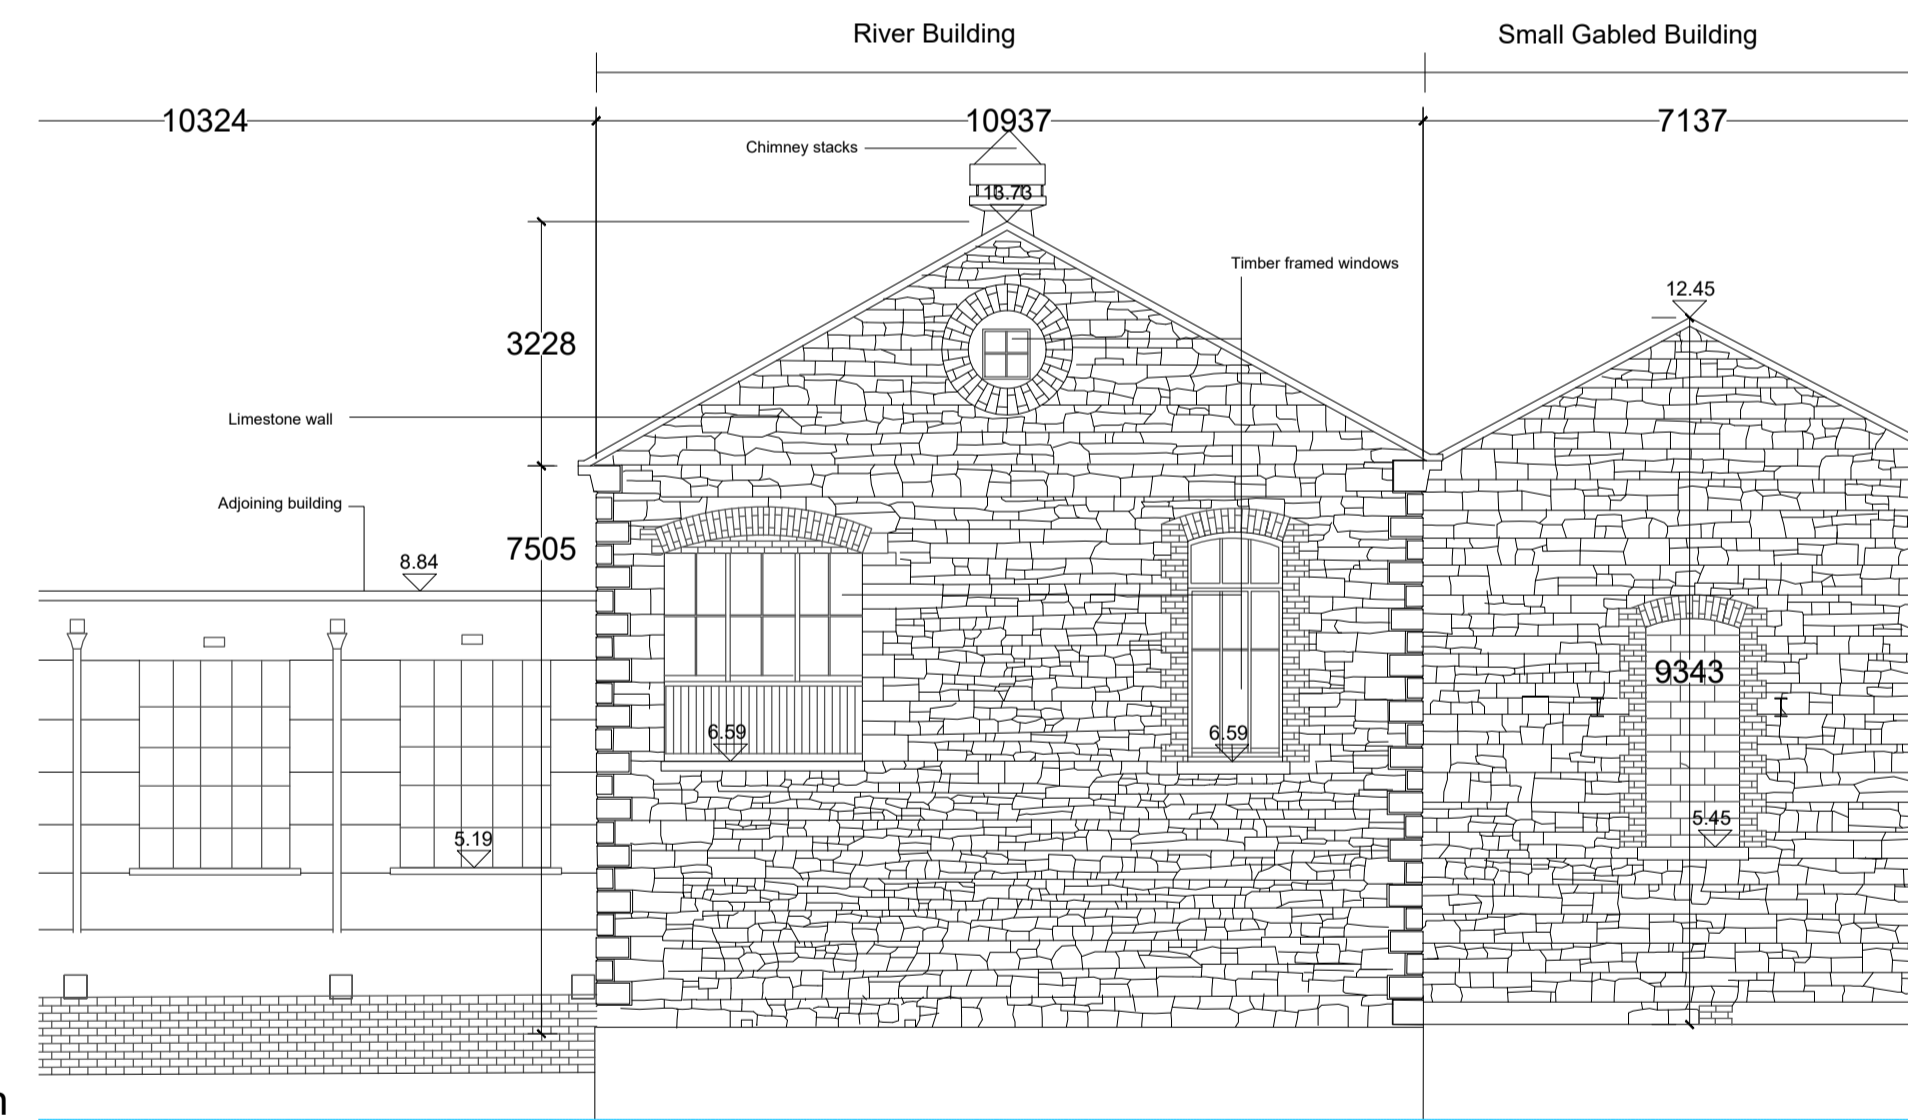 River Building
Small Gabled Building
10324
10937
7137
Chimney stacks
13.73
Timber framed windows
12.45
3228
Limestone wall
Adjoining building
7505
8.84
9343
6.59
6.59
5.45
5.19